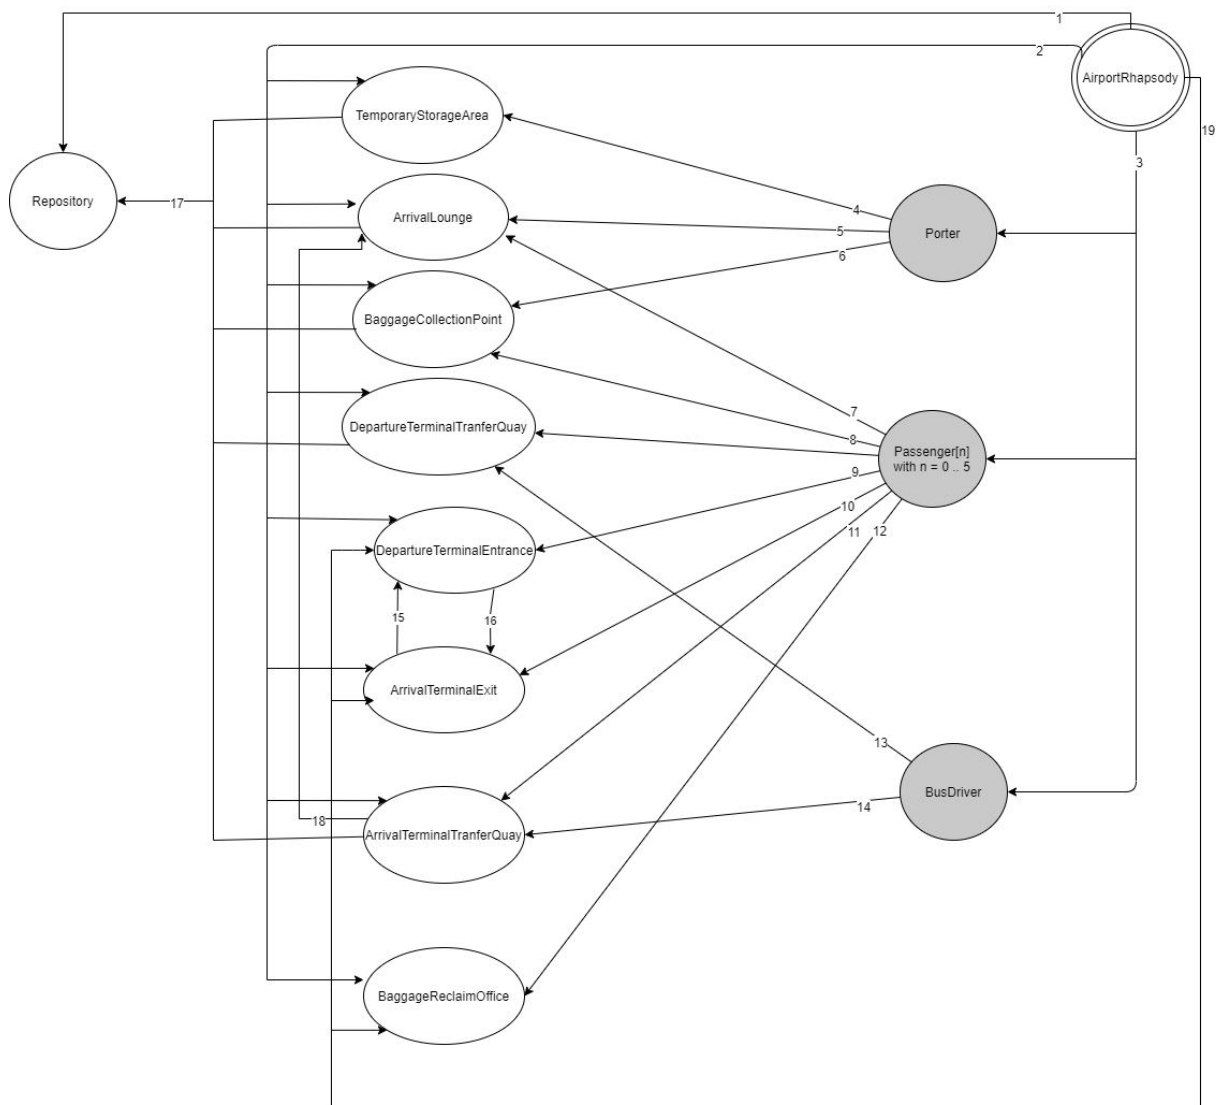 1
2
AirportRhapsody
TemporaryStorageArea
19
3
Repository
17
4
ArrivalLounge
5
Porter
6
BaggageCollectionPoint
7
DepartureTerminalTranferQuay
8
Passenger[n]
with n = 0 .. 5
9
10
11
12
DepartureTerminalEntrance
15
16
ArrivalTerminalExit
13
BusDriver
14
18
ArrivalTerminalTranferQuay
BaggageReclaimOffice